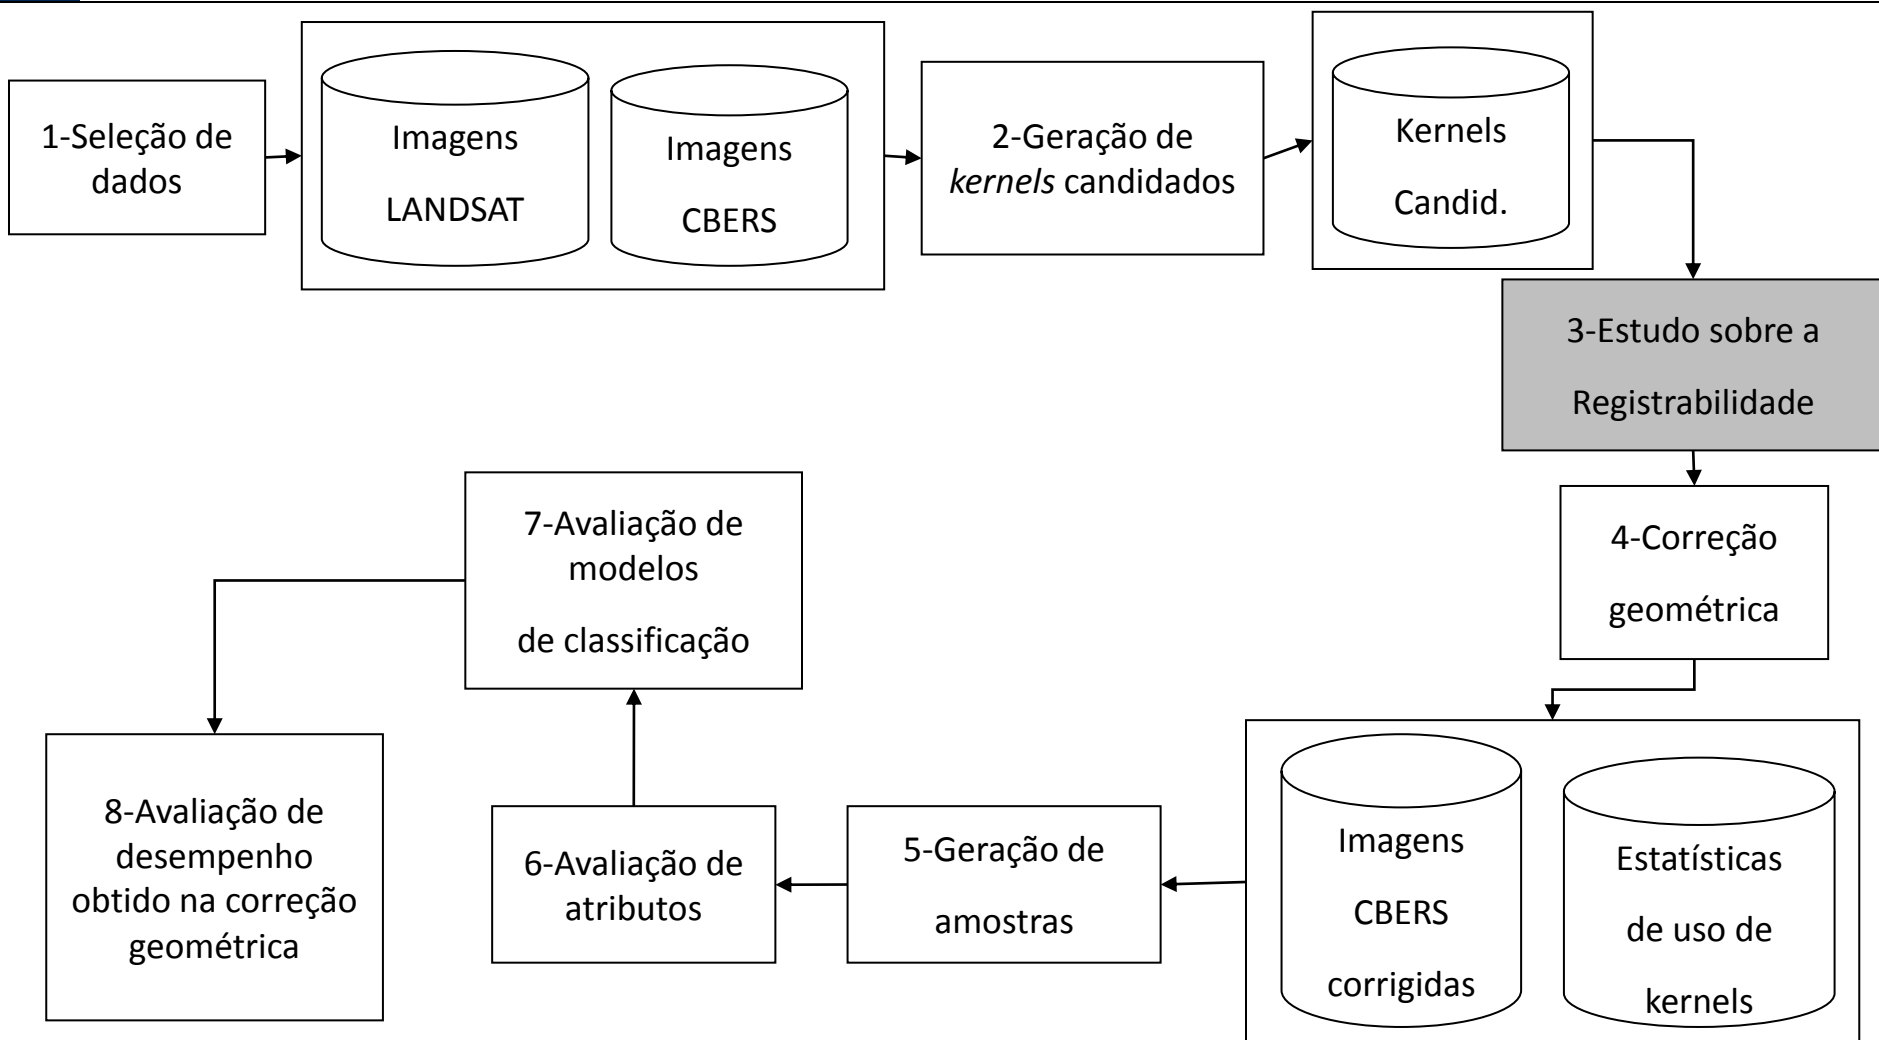 1-Seleção de
dados
Imagens
LANDSAT
Imagens
CBERS
2-Geração de
kernels candidados
Kernels
Candid.
3-Estudo sobre a
Registrabilidade
4-Correção
geométrica
Imagens
CBERS
corrigidas
Estatísticas
de uso de
kernels
5-Geração de
amostras
6-Avaliação de
atributos
7-Avaliação de
modelos
de classificação
8-Avaliação de
desempenho
obtido na correção
geométrica